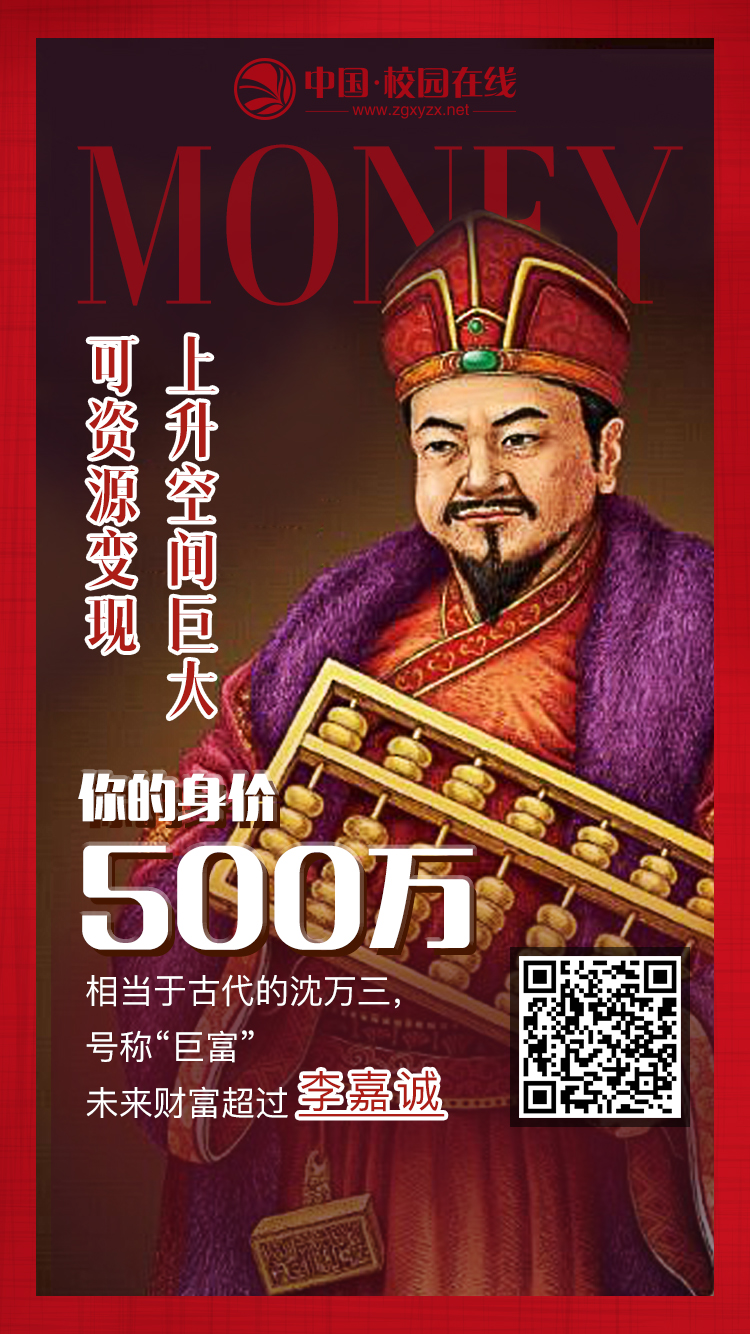 中国·校园在线
www.zgxyzx.net
MONEY
上升空间巨大
可资源变现
你的身价
500万
相当于古代的沈万三，
号称“巨富”
未来财富超过 李嘉诚